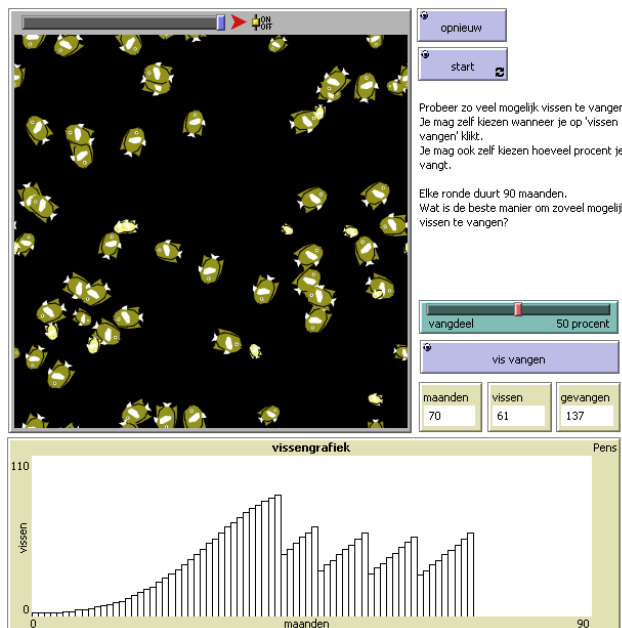 ON
OFF
opnieuw
start
Probeer zo veel mogelijk vissen te vanger
Je mag zelf kiezen wanneer je op 'vissen
vangen' klikt.
Je mag ook zelf kiezen hoeveel procent je
vangt.
Elke ronde duurt 90 maanden.
Wat is de beste manier om zoveel mogelij
vissen te vangen?
vangdeel 50 procent
vis vangen
maanden vissen gevangen
70 61 137
vissengrafiek Pens
110
vissen
0
0 maanden 90